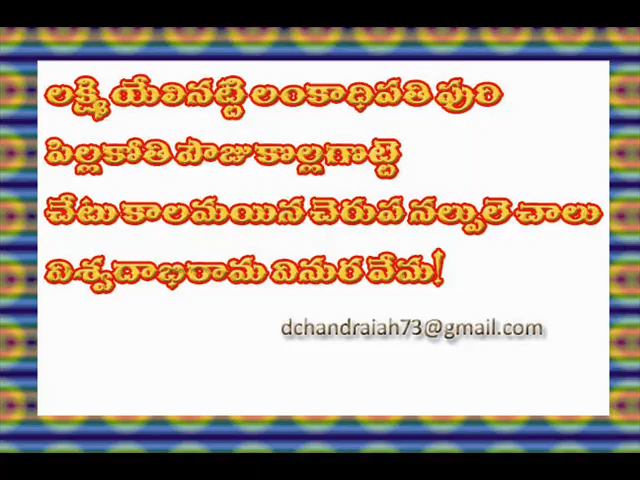 లక్ష్మి యేలినట్టి లంకాధిపతి పురి
పిల్లకోతి పౌజు కొల్లగొట్టె
చేటు కాలమయిన చెరుప నల్పులె చాలు
విశ్వదాభిరామ వినుర వేమ!
dchandraiah73@gmail.com